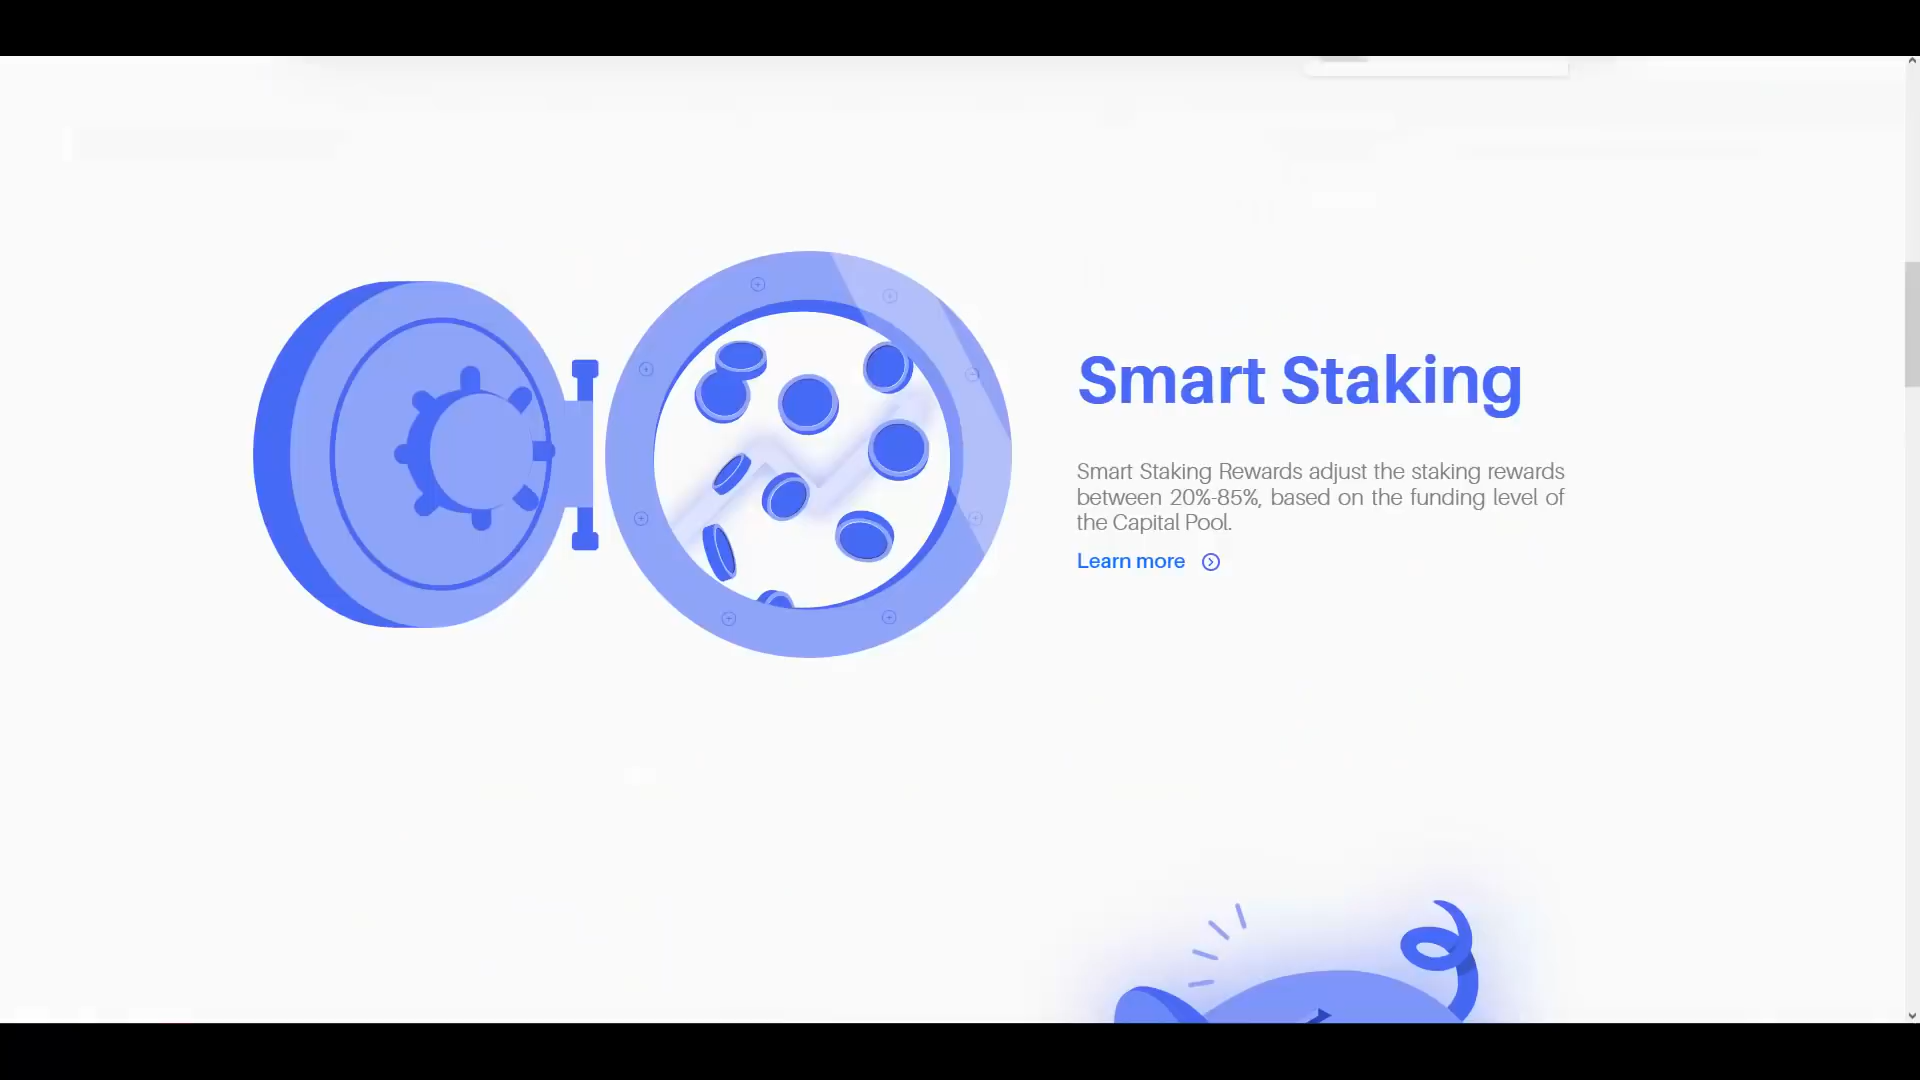 Smart Staking
Smart Staking Rewards adjust the staking rewards
between 20%-85%, based on the funding level of
the Capital Pool.
Learn more